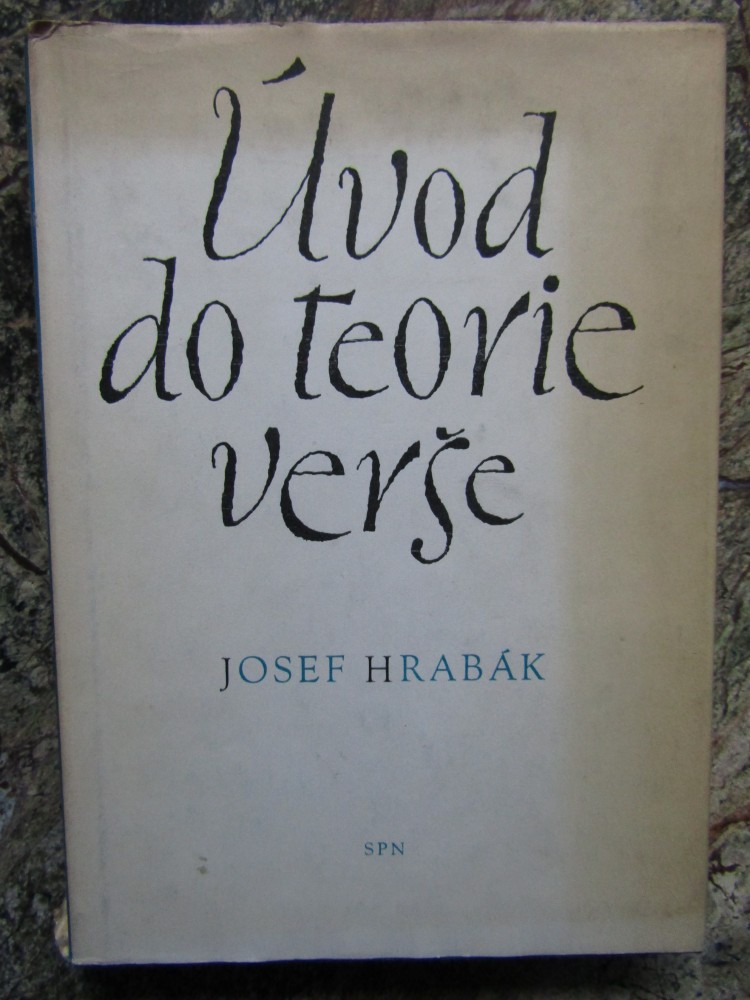 Úvod
do teorie
verše
JOSEF HRABÁK
SPN